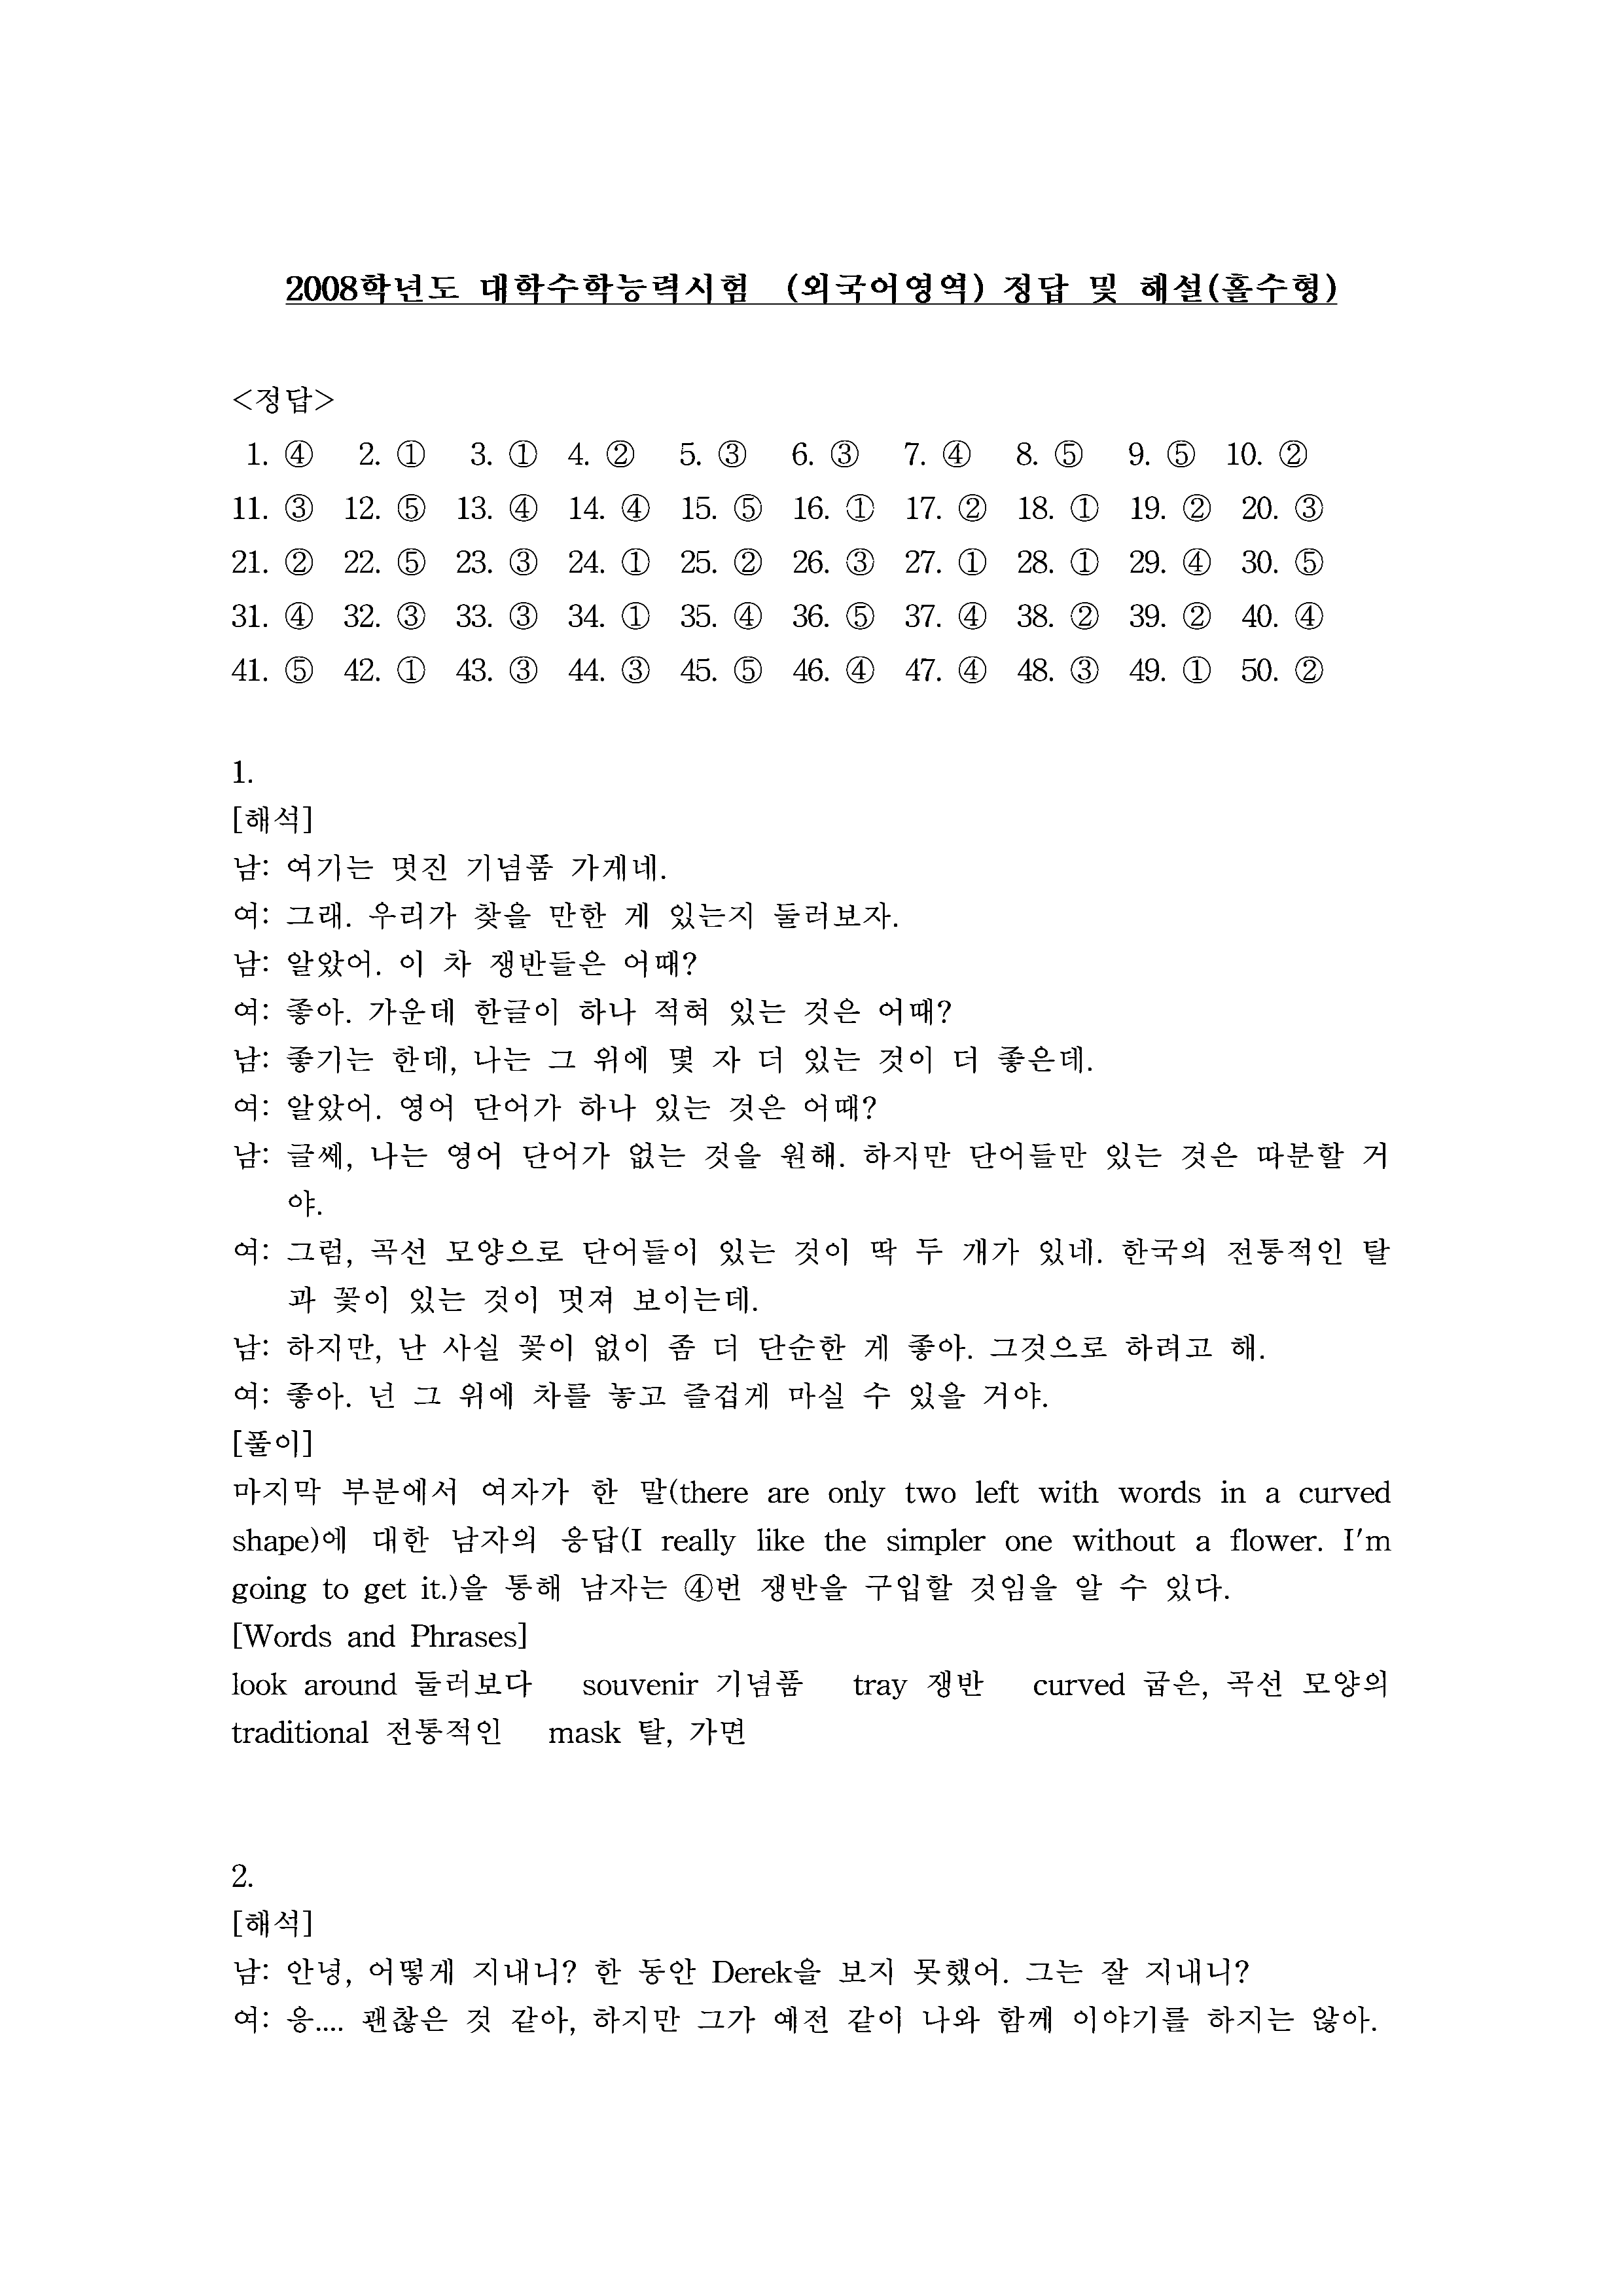 2008학년도 대학수학능력시험 (외국어영역) 정답 및 해설(홀수형)
<정답>
1. ④ 2. ① 3. ① 4. ② 5. ③ 6. ③ 7. ④ 8. ⑤ 9. ⑤ 10. ②
11. ③ 12. ⑤ 13. ④ 14. ④ 15. ⑤ 16. ① 17. ② 18. ① 19. ② 20. ③
21. ② 22. ⑤ 23. ③ 24. ① 25. ② 26. ③ 27. ① 28. ① 29. ④ 30. ⑤
31. ④ 32. ③ 33. ③ 34. ① 35. ④ 36. ⑤ 37. ④ 38. ② 39. ② 40. ④
41. ⑤ 42. ① 43. ③ 44. ③ 45. ⑤ 46. ④ 47. ④ 48. ③ 49. ① 50. ②
1.
[해석]
남: 여기는 멋진 기념품 가게네.
여: 그래. 우리가 찾을 만한 게 있는지 둘러보자.
남: 알았어. 이 차 쟁반들은 어때?
여: 좋아. 가운데 한글이 하나 적혀 있는 것은 어때?
남: 좋기는 한데, 나는 그 위에 몇 자 더 있는 것이 더 좋은데.
여: 알았어. 영어 단어가 하나 있는 것은 어때?
남: 글쎄, 나는 영어 단어가 없는 것을 원해. 하지만 단어들만 있는 것은 따분할 거
야.
여: 그럼, 곡선 모양으로 단어들이 있는 것이 딱 두 개가 있네. 한국의 전통적인 탈
과 꽃이 있는 것이 멋져 보이는데.
남: 하지만, 난 사실 꽃이 없이 좀 더 단순한 게 좋아. 그것으로 하려고 해.
여: 좋아. 넌 그 위에 차를 놓고 즐겁게 마실 수 있을 거야.
[풀이]
마지막 부분에서 여자가 한 말(there are only two left with words in a curved
shape)에 대한 남자의 응답(I really like the simpler one without a flower. I'm
going to get it.)을 통해 남자는 ④번 쟁반을 구입할 것임을 알 수 있다.
[Words and Phrases]
look around 둘러보다 souvenir 기념품 tray 쟁반 curved 굽은, 곡선 모양의
traditional 전통적인 mask 탈, 가면
2.
[해석]
남: 안녕, 어떻게 지내니? 한 동안 Derek을 보지 못했어. 그는 잘 지내니?
여: 응.... 괜찮은 것 같아, 하지만 그가 예전 같이 나와 함께 이야기를 하지는 않아.